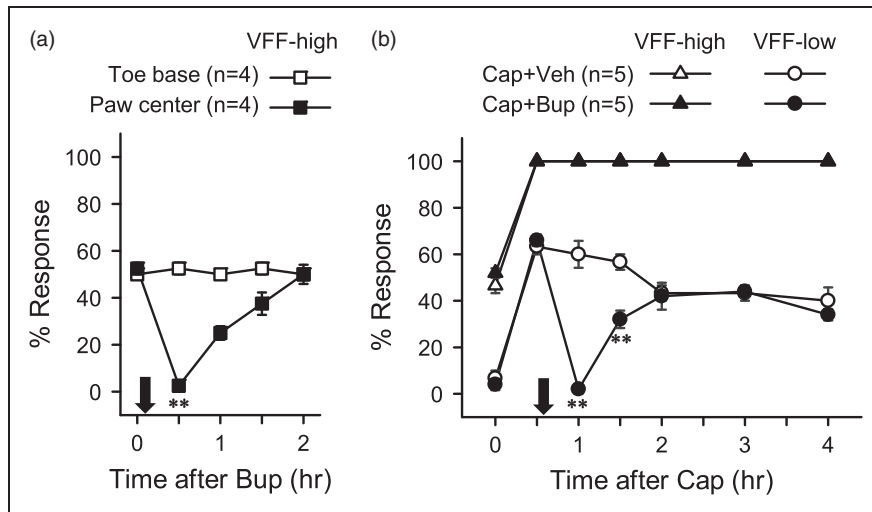 (a) VFF-high
Toe base (n=4)
Paw center (n=4)
100
80
60
40
20
0
% Response
**
0 1 2
Time after Bup (hr)
(b) VFF-high VFF-low
Cap+Veh (n=5)
Cap+Bup (n=5)
100
80
60
40
20
0
% Response
**
**
0 1 2 3 4
Time after Cap (hr)